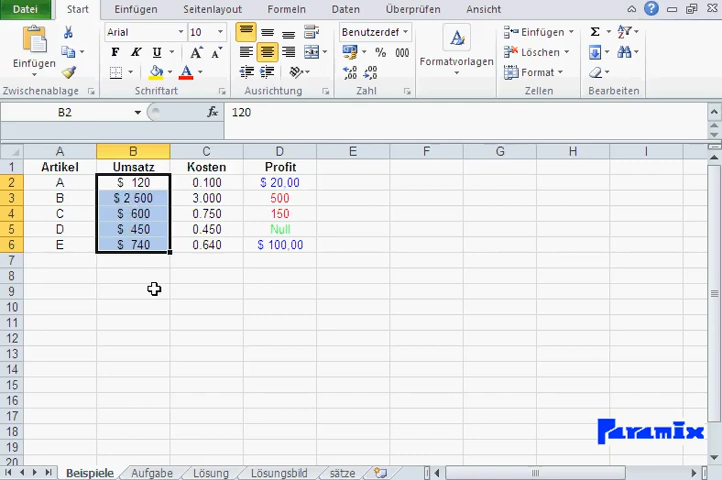 Datei Start Einfügen Seitenlayout Formeln Daten Überprüfen Ansicht
Arial 10 Benutzerdef Einfügen Σ
Einfügen F K U Formatvorlagen Löschen
% 000 Format
Zwischenablage Schriftart Ausrichtung Zahl Zellen Bearbeiten
B2 fx 120
A B C D E F G H I
1 Artikel Umsatz Kosten Profit
2 A $ 120 0.100 $ 20,00
3 B $ 2 500 3.000 500
4 C $ 600 0.750 150
5 D $ 450 0.450 Null
6 E $ 740 0.640 $ 100,00
7
8
9
10
11
12
13
14
15
16
17
18
19
20
Paramix
Beispiele Aufgabe Lösung Lösungsbild sätze